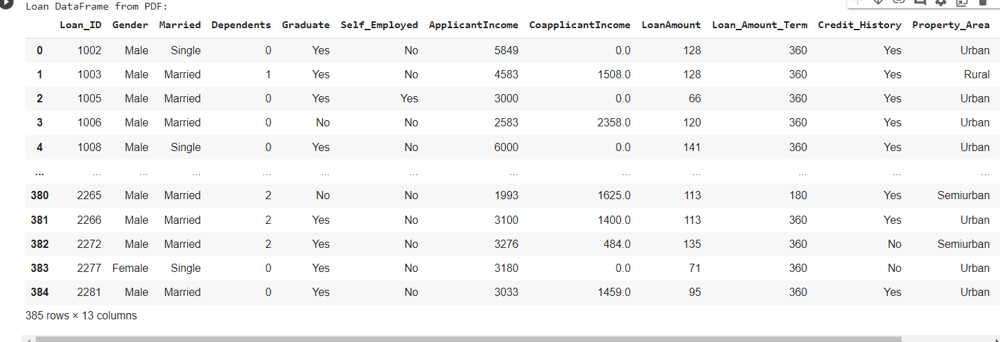 Loan DataFrame from PDF:
Loan_ID Gender Married Dependents Graduate Self_Employed ApplicantIncome CoapplicantIncome LoanAmount Loan_Amount_Term Credit_History Property_Area
0 1002 Male Single 0 Yes No 5849 0.0 128 360 Yes Urban
1 1003 Male Married 1 Yes No 4583 1508.0 128 360 Yes Rural
2 1005 Male Married 0 Yes Yes 3000 0.0 66 360 Yes Urban
3 1006 Male Married 0 No No 2583 2358.0 120 360 Yes Urban
4 1008 Male Single 0 Yes No 6000 0.0 141 360 Yes Urban
... ... ... ... ... ... ... ... ... ... ... ... ...
380 2265 Male Married 2 No No 1993 1625.0 113 180 Yes Semiurban
381 2266 Male Married 2 Yes No 3100 1400.0 113 360 Yes Urban
382 2272 Male Married 2 Yes No 3276 484.0 135 360 No Semiurban
383 2277 Female Single 0 Yes No 3180 0.0 71 360 No Urban
384 2281 Male Married 0 Yes No 3033 1459.0 95 360 Yes Urban
385 rows × 13 columns